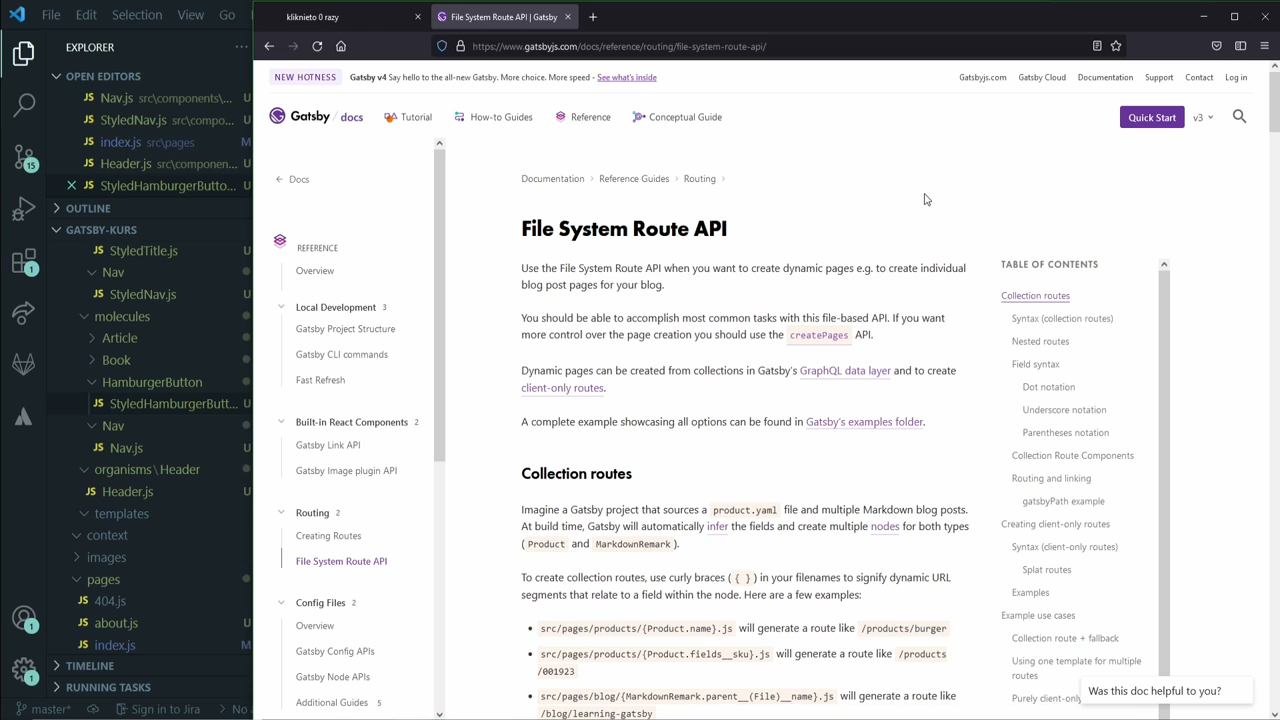 File Edit
EXPLORER
OPEN EDITORS
Nav.js src\components\...
StyledNav.js src\compo...
index.js src\pages M
Header.js src\compone...
StyledHamburgerButto...
OUTLINE
GATSBY-KURS
StyledTitle.js
Nav
StyledNav.js
molecules
Article
Book
HamburgerButton
StyledHamburgerButt...
Nav
Nav.js
organisms\Header
Header.js
templates
context
images
pages
404.js
about.js
index.js M
TIMELINE
RUNNING TASKS
15
1
1
1
master*
Sign in to Jira
No a
kliknieto 0 razy
File System Route API | Gatsby
https://www.gatsbyjs.com/docs/reference/routing/file-system-route-api/
NEW HOTNESS Gatsby v4 Say hello to the all-new Gatsby. More choice. More speed - See what's inside
Gatsbyjs.com Gatsby Cloud Documentation Support Contact Log in
Gatsby / docs Tutorial How-to Guides Reference Conceptual Guide Quick Start v3
Docs
REFERENCE
Overview
Local Development 3
Gatsby Project Structure
Gatsby CLI commands
Fast Refresh
Built-in React Components 2
Gatsby Link API
Gatsby Image plugin API
Routing 2
Creating Routes
File System Route API
Config Files 2
Overview
Gatsby Config APIs
Gatsby Node APIs
Additional Guides 5
Documentation > Reference Guides > Routing >
File System Route API
Use the File System Route API when you want to create dynamic pages e.g. to create individual
blog post pages for your blog.
You should be able to accomplish most common tasks with this file-based API. If you want
more control over the page creation you should use the createPages API.
Dynamic pages can be created from collections in Gatsby's GraphQL data layer and to create
client-only routes.
A complete example showcasing all options can be found in Gatsby's examples folder.
Collection routes
Imagine a Gatsby project that sources a product.yaml file and multiple Markdown blog posts.
At build time, Gatsby will automatically infer the fields and create multiple nodes for both types
( Product and MarkdownRemark ).
To create collection routes, use curly braces ( { } ) in your filenames to signify dynamic URL
segments that relate to a field within the node. Here are a few examples:
• src/pages/products/{Product.name}.js will generate a route like /products/burger
• src/pages/products/{Product.fields__sku}.js will generate a route like /products
/001923
• src/pages/blog/{MarkdownRemark.parent__(File)__name}.js will generate a route like
/blog/learning-gatsby
TABLE OF CONTENTS
Collection routes
Syntax (collection routes)
Nested routes
Field syntax
Dot notation
Underscore notation
Parentheses notation
Collection Route Components
Routing and linking
gatsbyPath example
Creating client-only routes
Syntax (client-only routes)
Splat routes
Examples
Example use cases
Collection route + fallback
Using one template for multiple
routes
Purely client-only
Was this doc helpful to you?